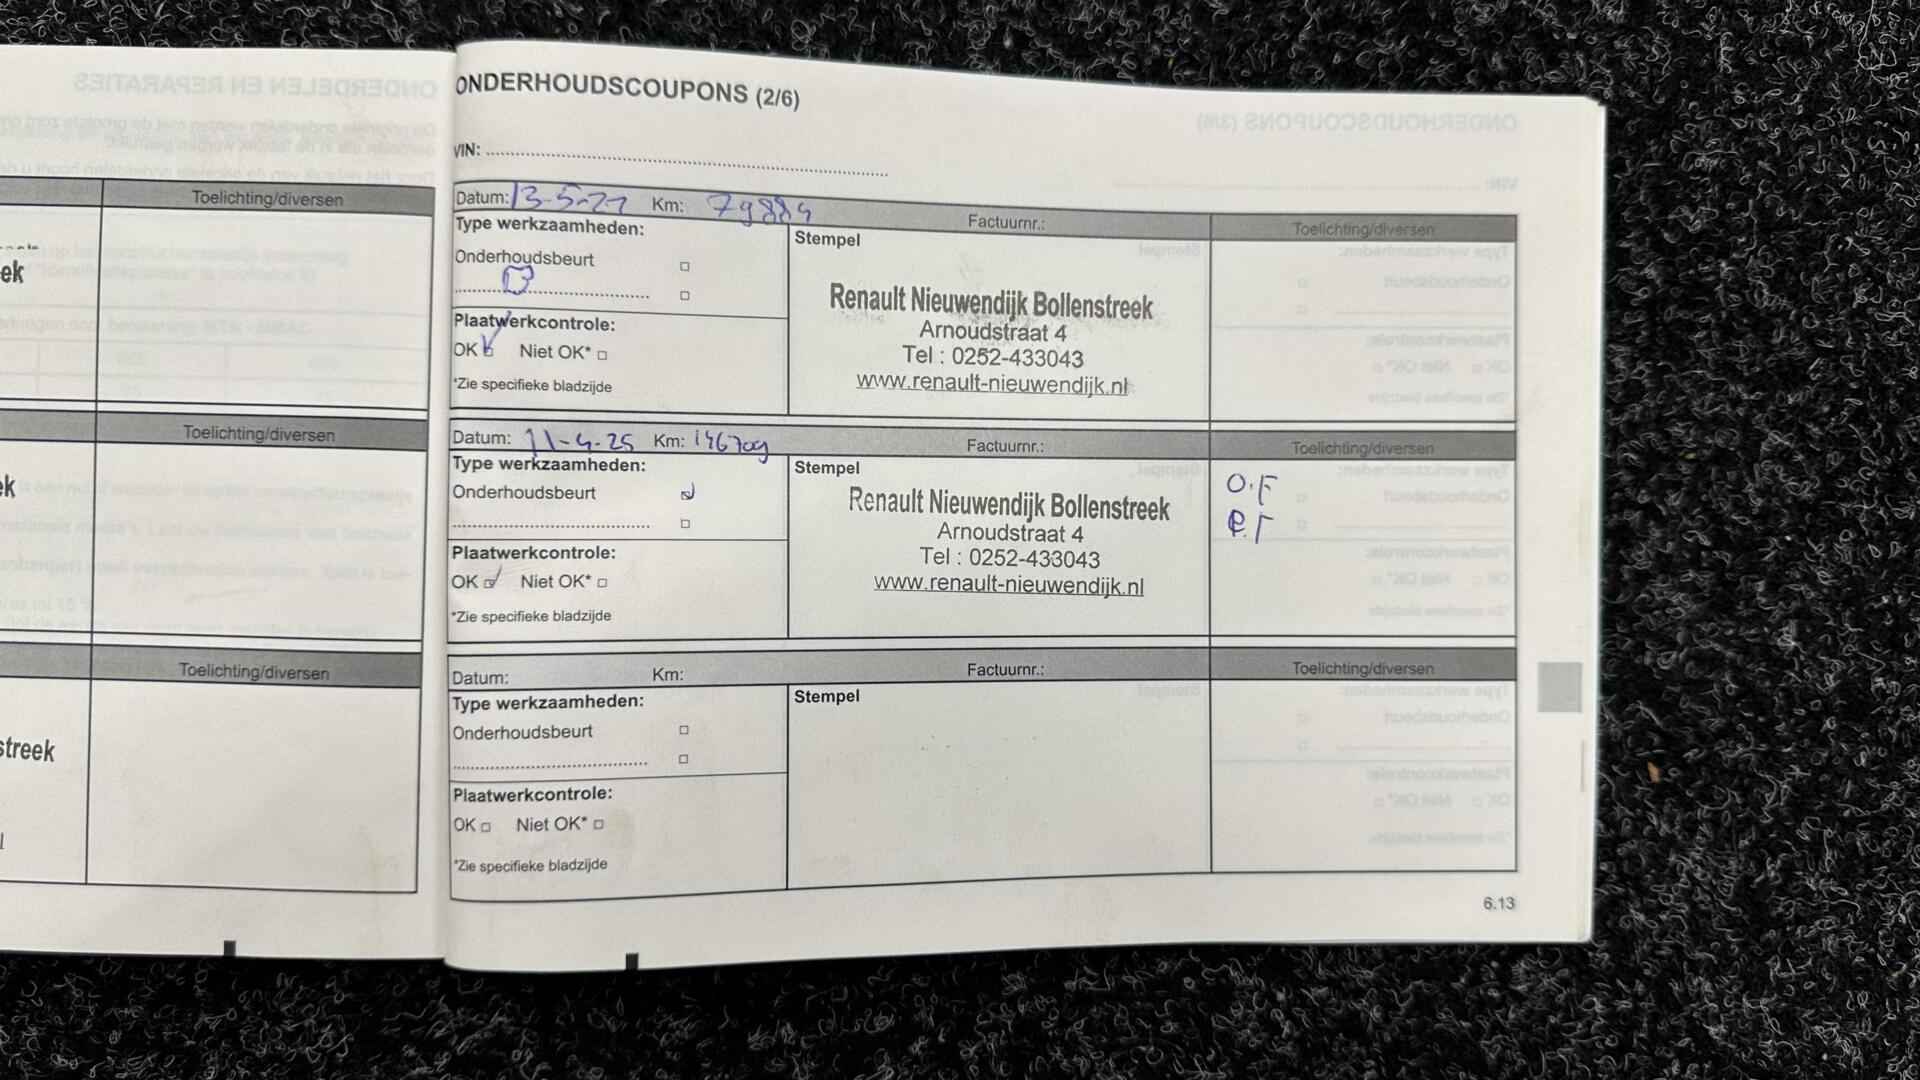 Toelichting/diversen
ek
Toelichting/diversen
ek
Toelichting/diversen
streek
ONDERHOUDSCOUPONS (2/6)
VIN:
Datum: 13-5-21 Km: 79884 Factuurnr.: Toelichting/diversen
Type werkzaamheden:
Stempel
Onderhoudsbeurt
Renault Nieuwendijk Bollenstreek
Arnoudstraat 4
Tel : 0252-433043
www.renault-nieuwendijk.nl
Plaatwerkcontrole:
OK Niet OK*
*Zie specifieke bladzijde
Datum: 11-4-25 Km: 146709 Factuurnr.: Toelichting/diversen
Type werkzaamheden:
Stempel
Onderhoudsbeurt
Renault Nieuwendijk Bollenstreek
Arnoudstraat 4
Tel : 0252-433043
www.renault-nieuwendijk.nl
O.F
Plaatwerkcontrole:
OK Niet OK*
*Zie specifieke bladzijde
Datum: Km: Factuurnr.: Toelichting/diversen
Type werkzaamheden:
Stempel
Onderhoudsbeurt
Plaatwerkcontrole:
OK Niet OK*
*Zie specifieke bladzijde
6.13